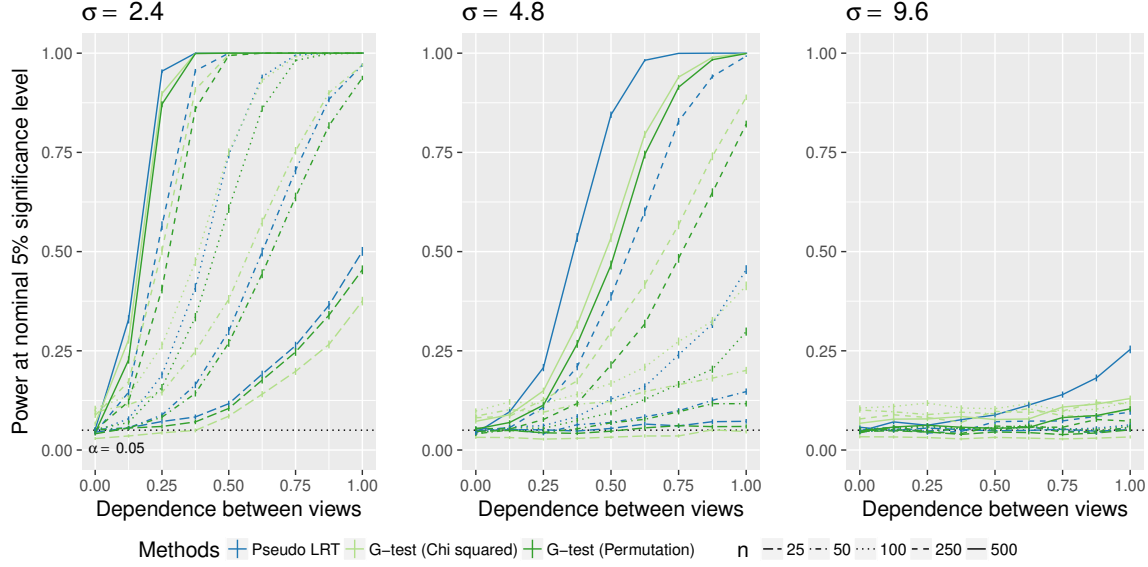 σ = 2.4
σ = 4.8
σ = 9.6
Power at nominal 5% significance level
1.00
0.75
0.50
0.25
0.00
α = 0.05
0.00 0.25 0.50 0.75 1.00
Dependence between views
1.00
0.75
0.50
0.25
0.00
0.00 0.25 0.50 0.75 1.00
Dependence between views
1.00
0.75
0.50
0.25
0.00
0.00 0.25 0.50 0.75 1.00
Dependence between views
Methods Pseudo LRT G-test (Chi squared) G-test (Permutation) n 25 50 100 250 500